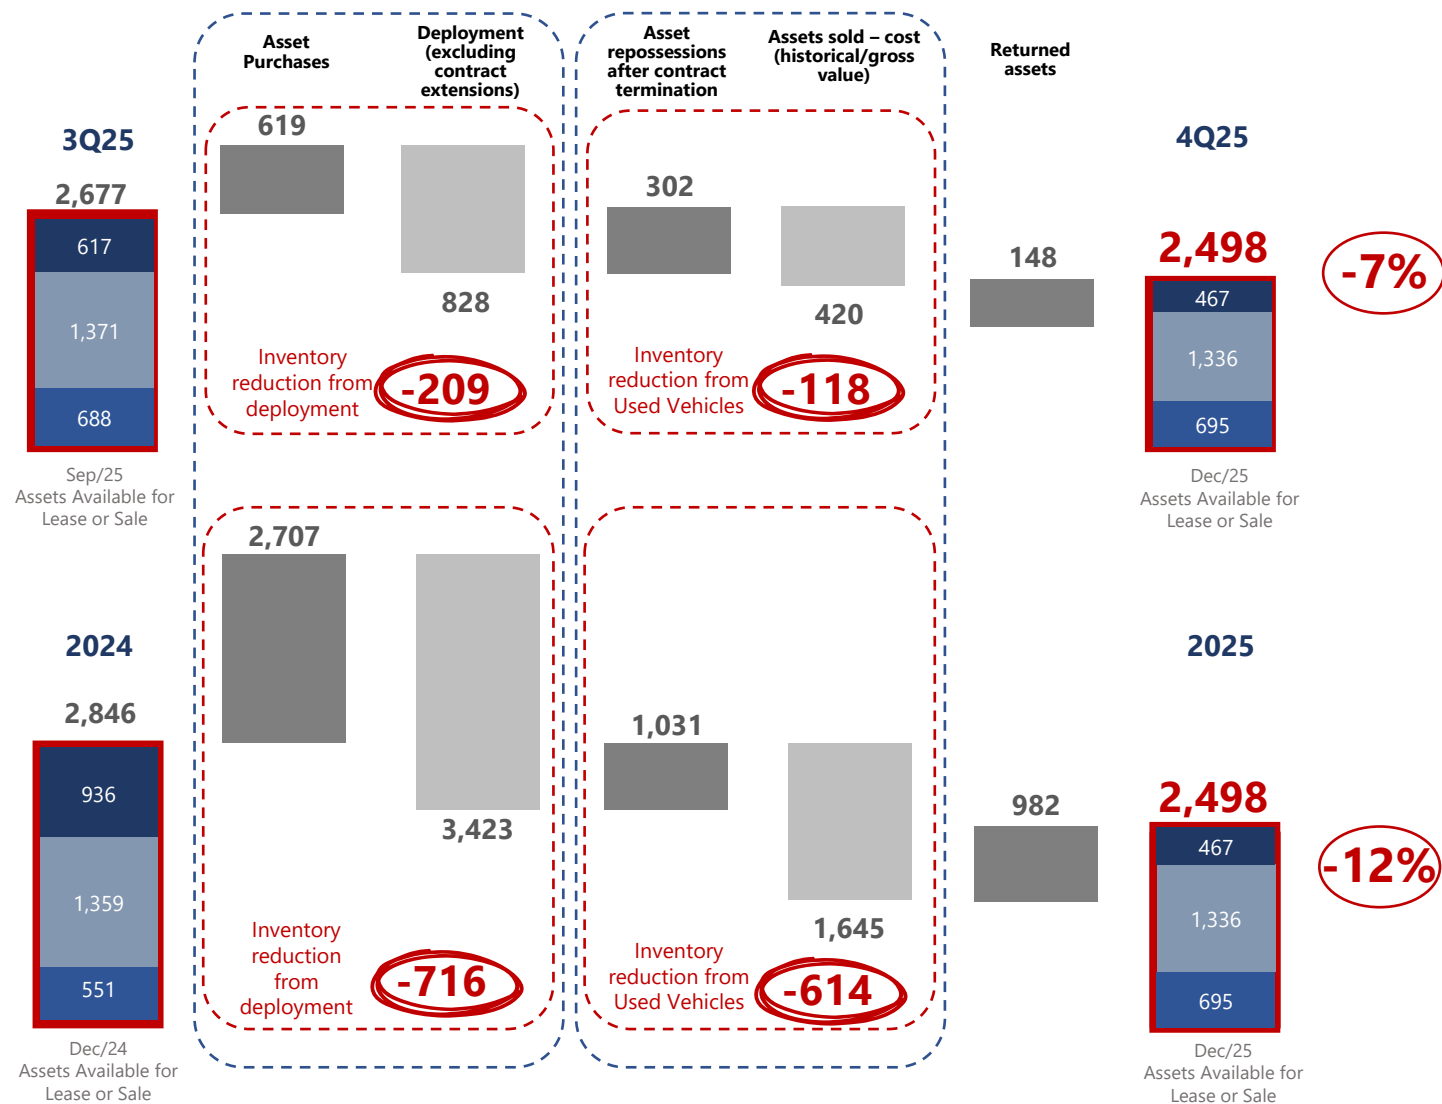 Asset
Purchases
Deployment
(excluding
contract
extensions)
Asset
repossessions
after contract
termination
Assets sold – cost
(historical/gross
value)
Returned
assets
3Q25
2,677
617
1,371
688
Sep/25
Assets Available for
Lease or Sale
619
828
Inventory
reduction from
deployment
-209
302
420
Inventory
reduction from
Used Vehicles
-118
148
4Q25
2,498
467
1,336
695
Dec/25
Assets Available for
Lease or Sale
-7%
2024
2,846
936
1,359
551
Dec/24
Assets Available for
Lease or Sale
2,707
3,423
Inventory
reduction
from
deployment
-716
1,031
1,645
Inventory
reduction from
Used Vehicles
-614
982
2025
2,498
467
1,336
695
Dec/25
Assets Available for
Lease or Sale
-12%